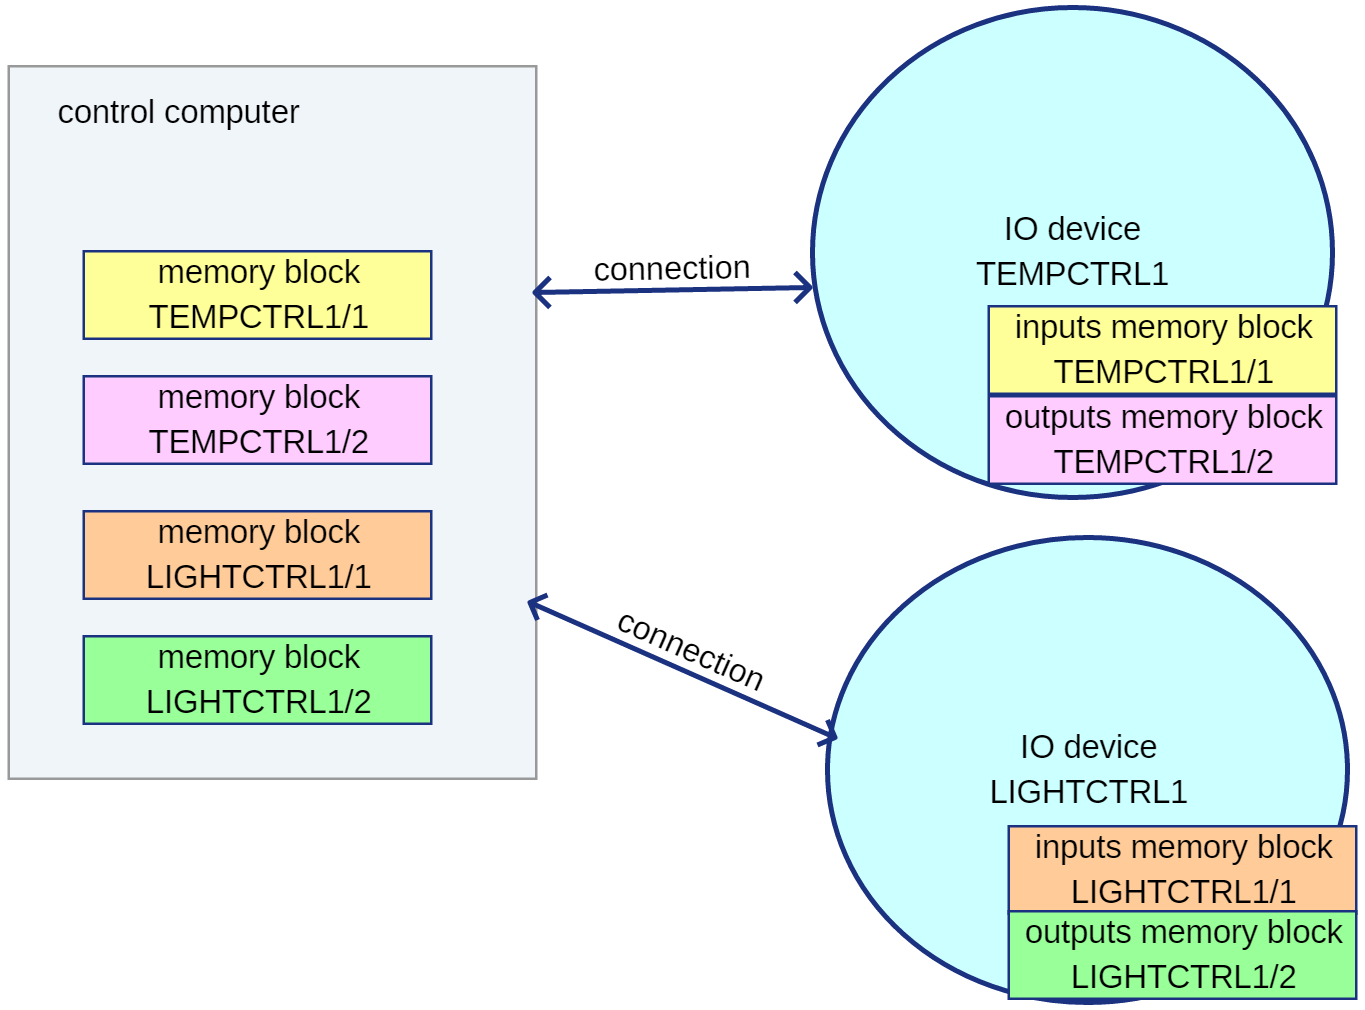 control computer
memory block
TEMPCTRL1/1
memory block
TEMPCTRL1/2
memory block
LIGHTCTRL1/1
memory block
LIGHTCTRL1/2
connection
connection
IO device
TEMPCTRL1
inputs memory block
TEMPCTRL1/1
outputs memory block
TEMPCTRL1/2
IO device
LIGHTCTRL1
inputs memory block
LIGHTCTRL1/1
outputs memory block
LIGHTCTRL1/2